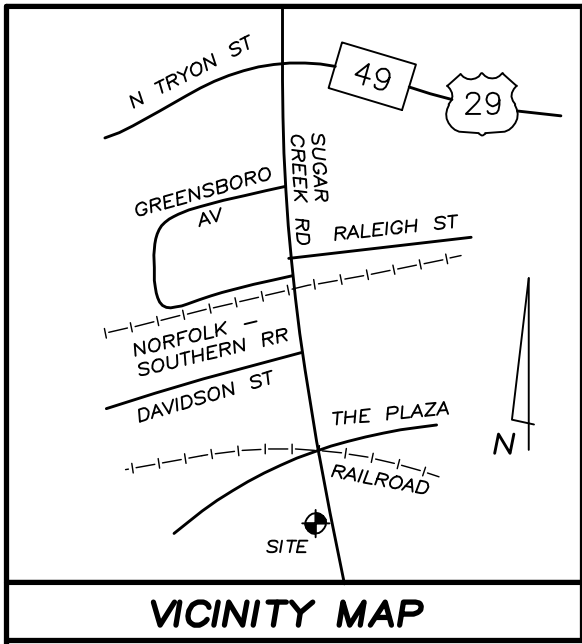 N TRYON ST
49
29
SUGAR
CREEK RD
GREENSBORO
AV
RALEIGH ST
NORFOLK –
SOUTHERN RR
DAVIDSON ST
THE PLAZA
RAILROAD
N
SITE
VICINITY MAP